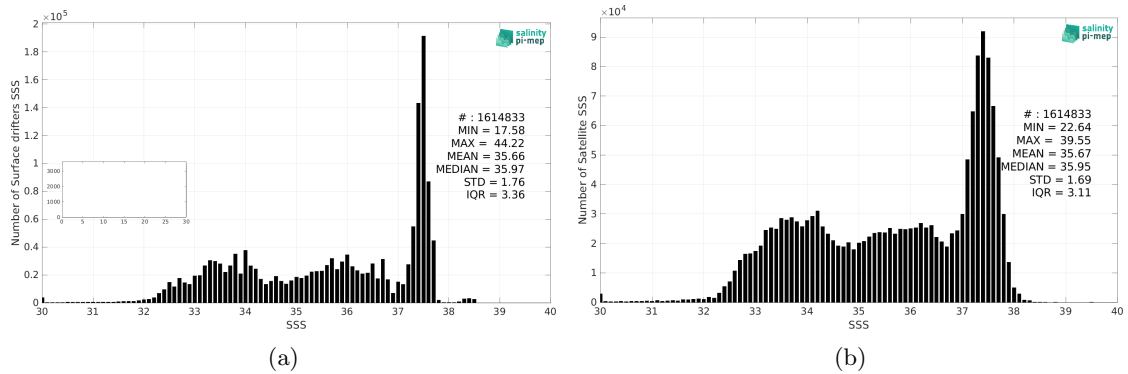 ×10^5
2
1.8
1.6
1.4
1.2
1
0.8
0.6
0.4
0.2
0
Number of Surface drifters SSS
salinity
pi-mep
# : 1614833
MIN = 17.58
MAX = 44.22
MEAN = 35.66
MEDIAN = 35.97
STD = 1.76
IQR = 3.36
3000
2000
1000
0
0 5 10 15 20 25 30
30 31 32 33 34 35 36 37 38 39 40
SSS
(a)
×10^4
9
8
7
6
5
4
3
2
1
0
Number of Satellite SSS
salinity
pi-mep
# : 1614833
MIN = 22.64
MAX = 39.55
MEAN = 35.67
MEDIAN = 35.95
STD = 1.69
IQR = 3.11
30 31 32 33 34 35 36 37 38 39 40
SSS
(b)